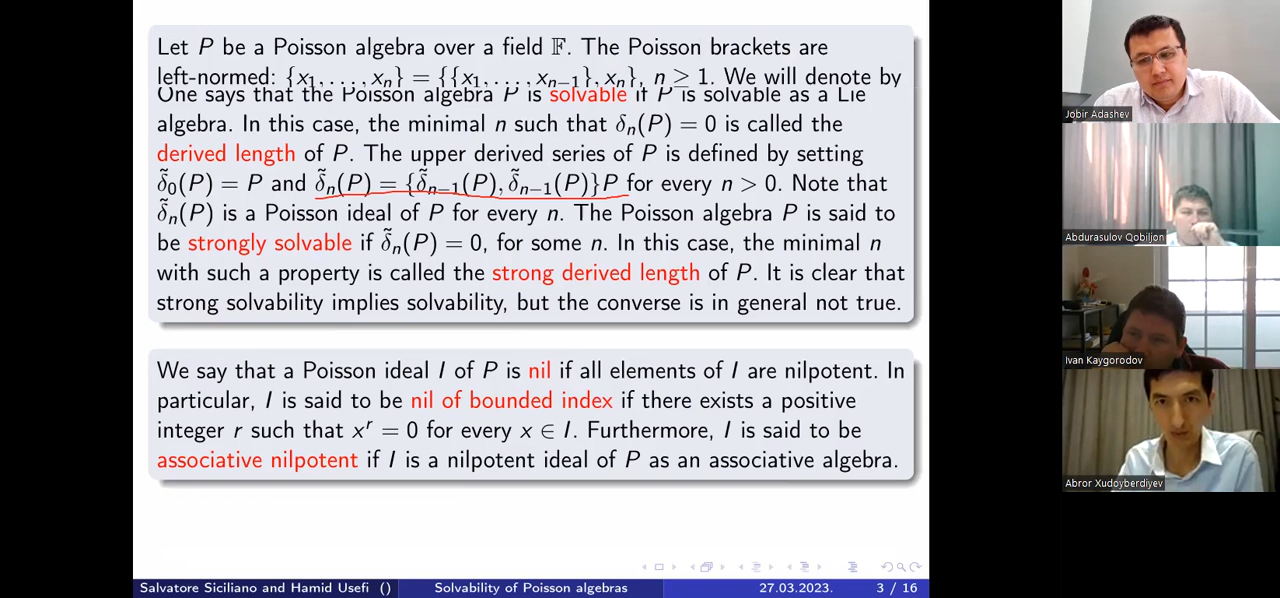 Let P be a Poisson algebra over a field 𝔽. The Poisson brackets are
left-normed: {x₁, . . . , xₙ} = {{x₁, . . . , xₙ₋₁}, xₙ}, n ≥ 1. We will denote by
One says that the Poisson algebra P is solvable if P is solvable as a Lie
algebra. In this case, the minimal n such that δₙ(P) = 0 is called the
derived length of P. The upper derived series of P is defined by setting
δ̃₀(P) = P and δ̃ₙ(P) = {δ̃ₙ₋₁(P), δ̃ₙ₋₁(P)}P for every n > 0. Note that
δ̃ₙ(P) is a Poisson ideal of P for every n. The Poisson algebra P is said to
be strongly solvable if δ̃ₙ(P) = 0, for some n. In this case, the minimal n
with such a property is called the strong derived length of P. It is clear that
strong solvability implies solvability, but the converse is in general not true.
We say that a Poisson ideal I of P is nil if all elements of I are nilpotent. In
particular, I is said to be nil of bounded index if there exists a positive
integer r such that xʳ = 0 for every x ∈ I. Furthermore, I is said to be
associative nilpotent if I is a nilpotent ideal of P as an associative algebra.
Salvatore Siciliano and Hamid Usefi ()
Solvability of Poisson algebras
27.03.2023.
3 / 16
Jobir Adashev
Abdurasulov Qobiljon
Ivan Kaygorodov
Abror Xudoyberdiyev